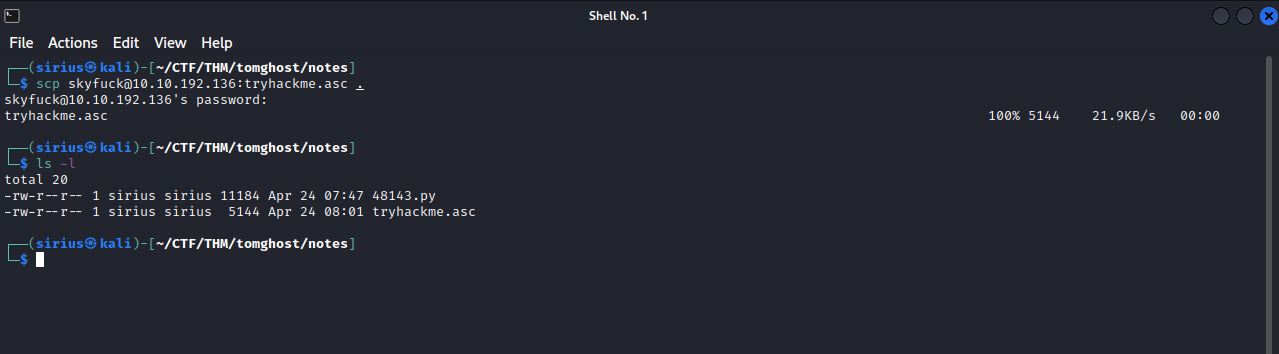 Shell No. 1
File Actions Edit View Help
┌──(sirius㉿kali)-[~/CTF/THM/tomghost/notes]
└─$ scp skyfuck@10.10.192.136:tryhackme.asc .
skyfuck@10.10.192.136's password:
tryhackme.asc 100% 5144 21.9KB/s 00:00
┌──(sirius㉿kali)-[~/CTF/THM/tomghost/notes]
└─$ ls -l
total 20
-rw-r--r-- 1 sirius sirius 11184 Apr 24 07:47 48143.py
-rw-r--r-- 1 sirius sirius 5144 Apr 24 08:01 tryhackme.asc
┌──(sirius㉿kali)-[~/CTF/THM/tomghost/notes]
└─$